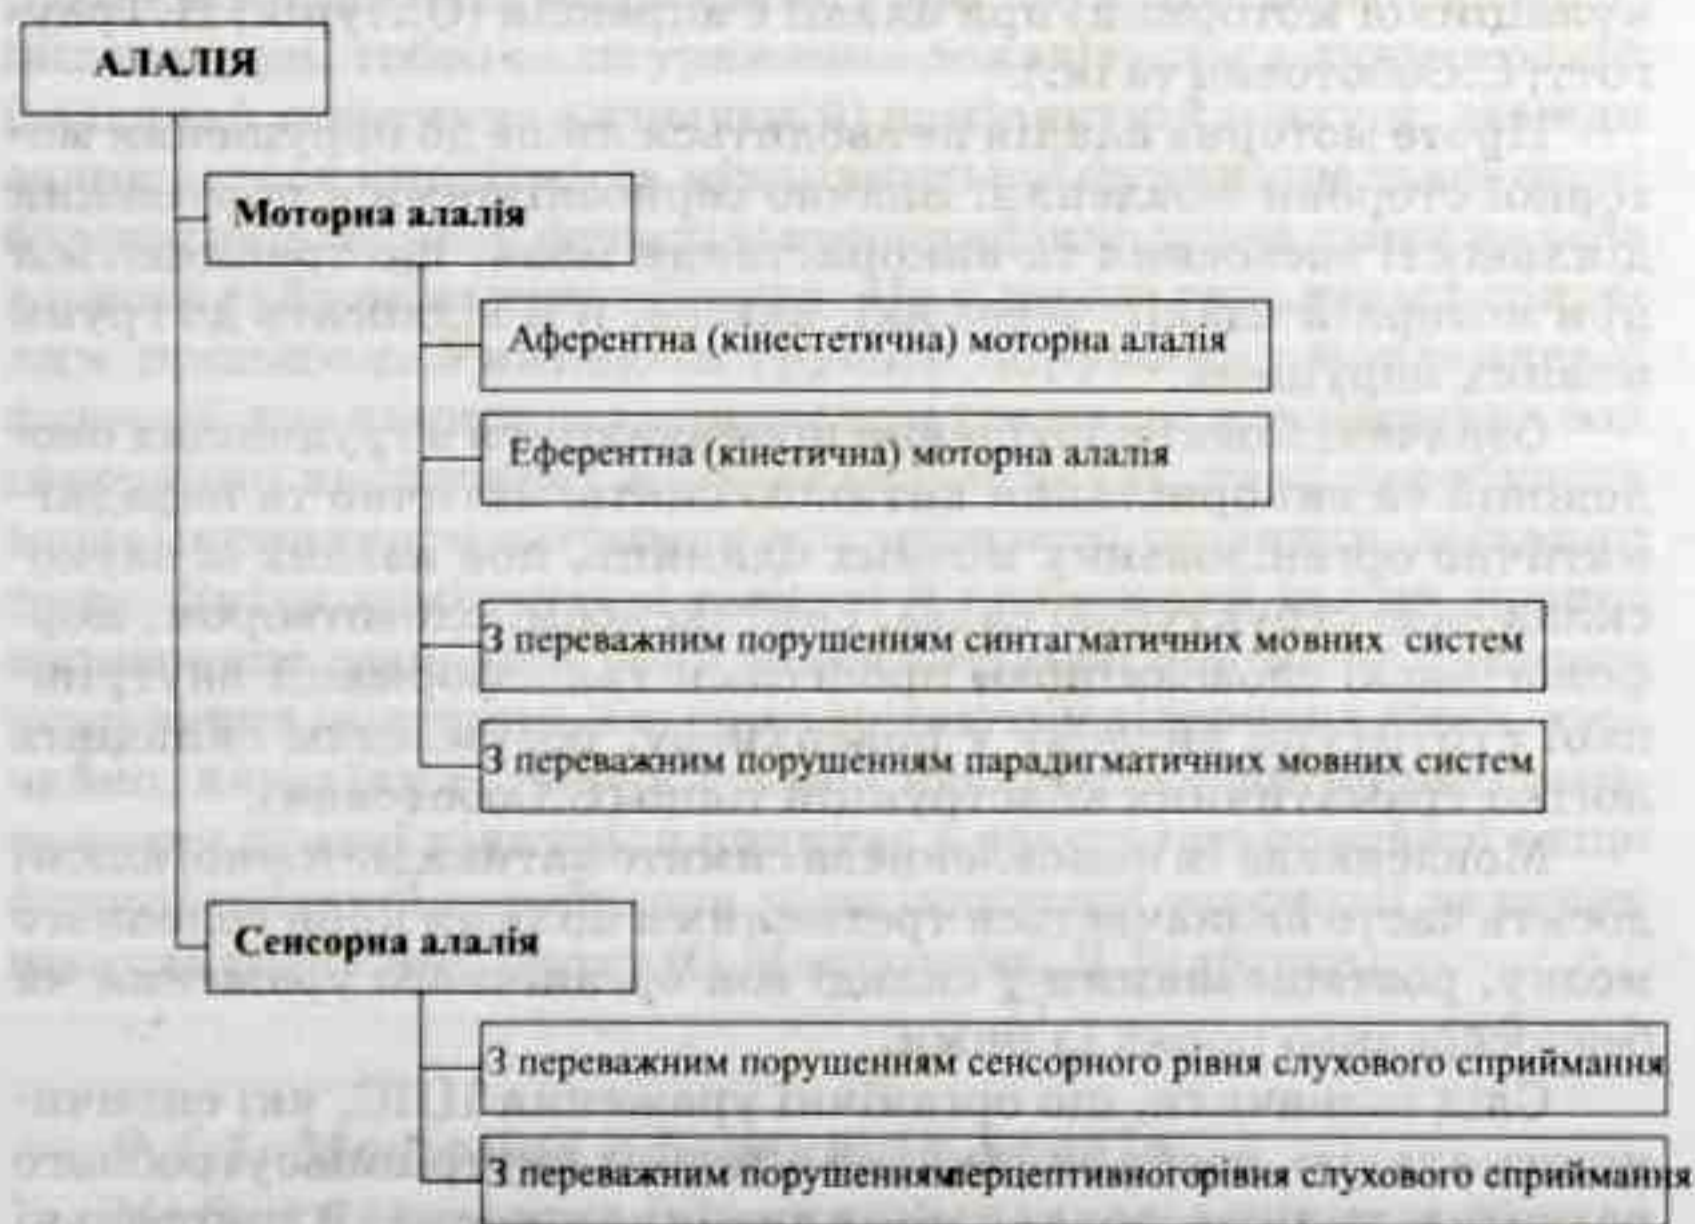 АЛАЛІЯ
Моторна алалія
Аферентна (кінестетична) моторна алалія
Еферентна (кінетична) моторна алалія
З переважним порушенням синтагматичних мовних систем
З переважним порушенням парадигматичних мовних систем
Сенсорна алалія
З переважним порушенням сенсорного рівня слухового сприймання
З переважним порушенням перцептивного рівня слухового сприймання